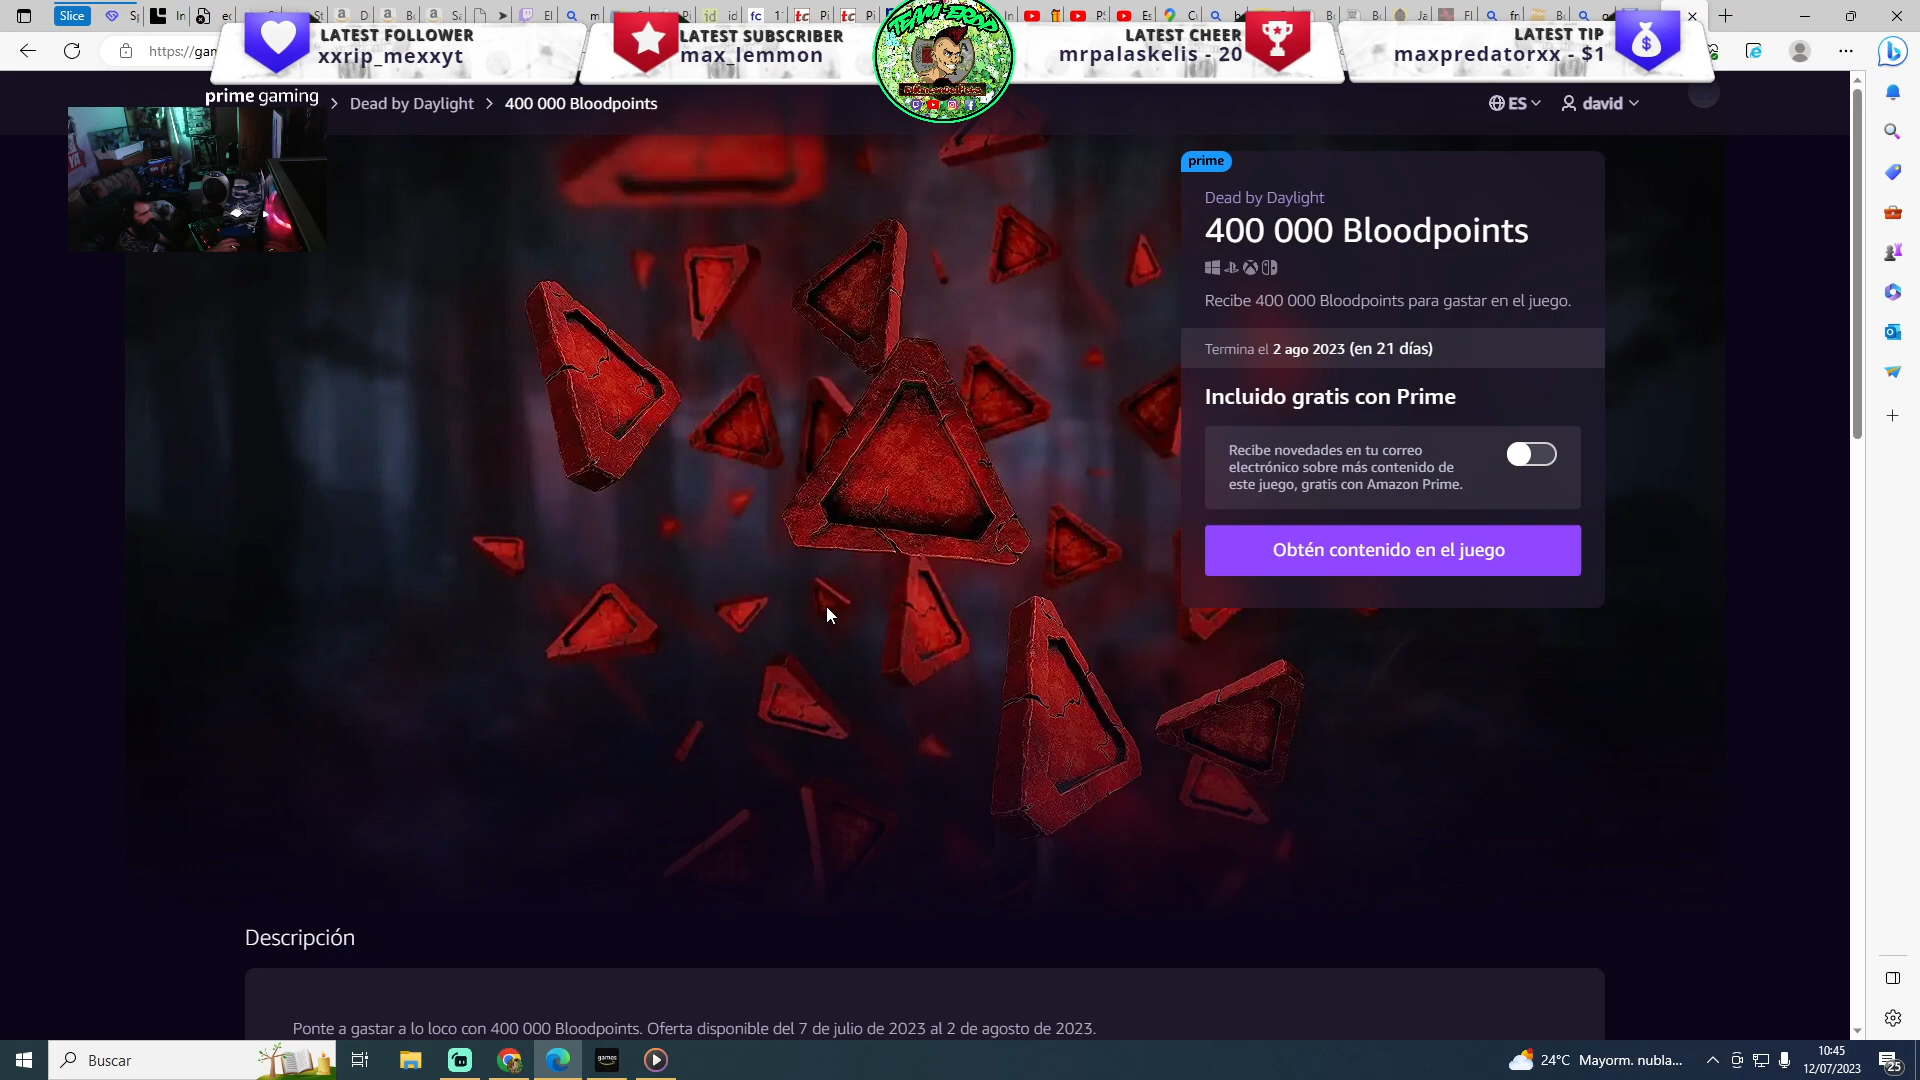 Slice
https://gam
LATEST FOLLOWER
xxrip_mexxyt
LATEST SUBSCRIBER
max_lemmon
TEAM-ERDD
LATEST CHEER
mrpalaskelis - 20
LATEST TIP
maxpredatorxx - $1
prime gaming
Dead by Daylight
400 000 Bloodpoints
ES
david
prime
Dead by Daylight
400 000 Bloodpoints
Recibe 400 000 Bloodpoints para gastar en el juego.
Termina el 2 ago 2023 (en 21 días)
Incluido gratis con Prime
Recibe novedades en tu correo
electrónico sobre más contenido de
este juego, gratis con Amazon Prime.
Obtén contenido en el juego
Descripción
Ponte a gastar a lo loco con 400 000 Bloodpoints. Oferta disponible del 7 de julio de 2023 al 2 de agosto de 2023.
Buscar
games
24°C Mayorm. nubla...
10:45
12/07/2023
25